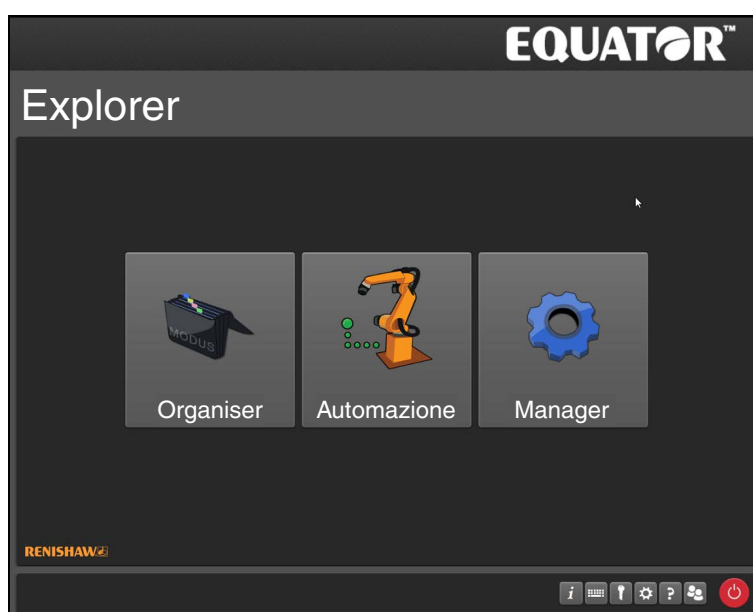 EQUATOR™
Explorer
MODUS
Organiser
Automazione
Manager
RENISHAW
i
?